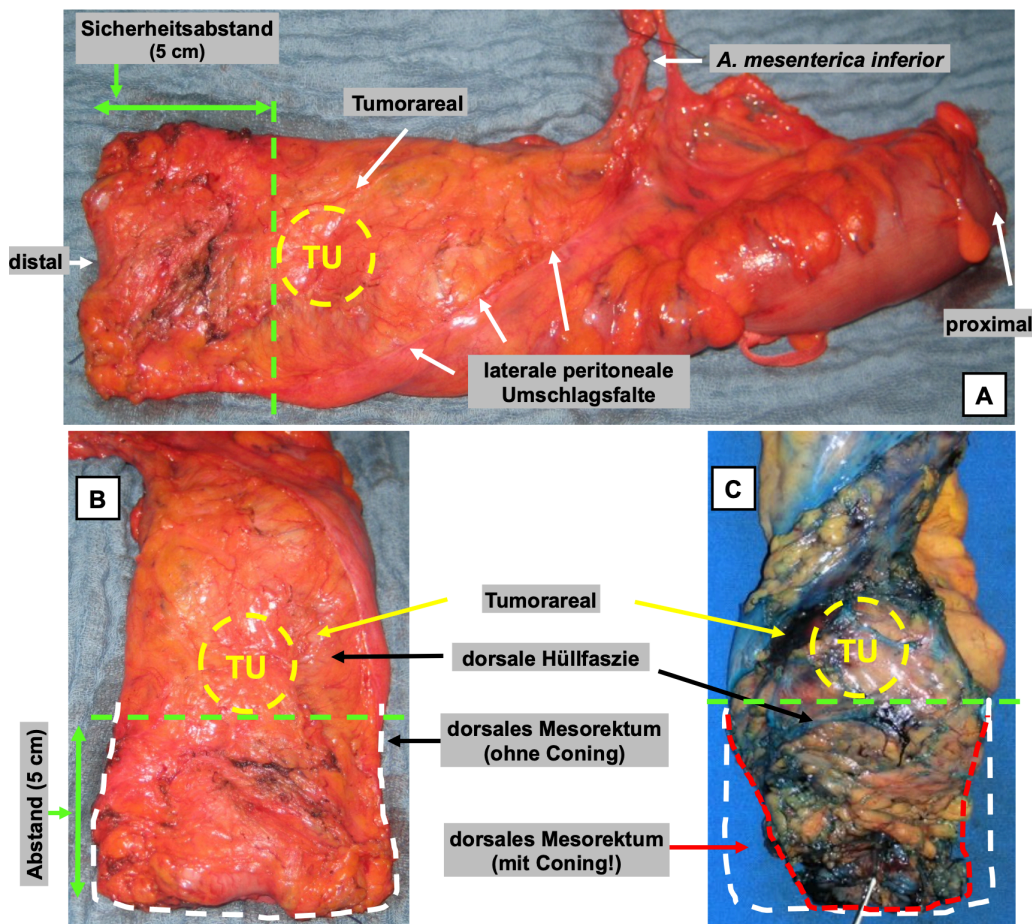 Sicherheitsabstand
(5 cm)
A. mesenterica inferior
Tumorareal
TU
distal
proximal
laterale peritoneale
Umschlagsfalte
A
B
C
Tumorareal
TU
TU
dorsale Hüllfaszie
dorsales Mesorektum
(ohne Coning)
Abstand (5 cm)
dorsales Mesorektum
(mit Coning!)